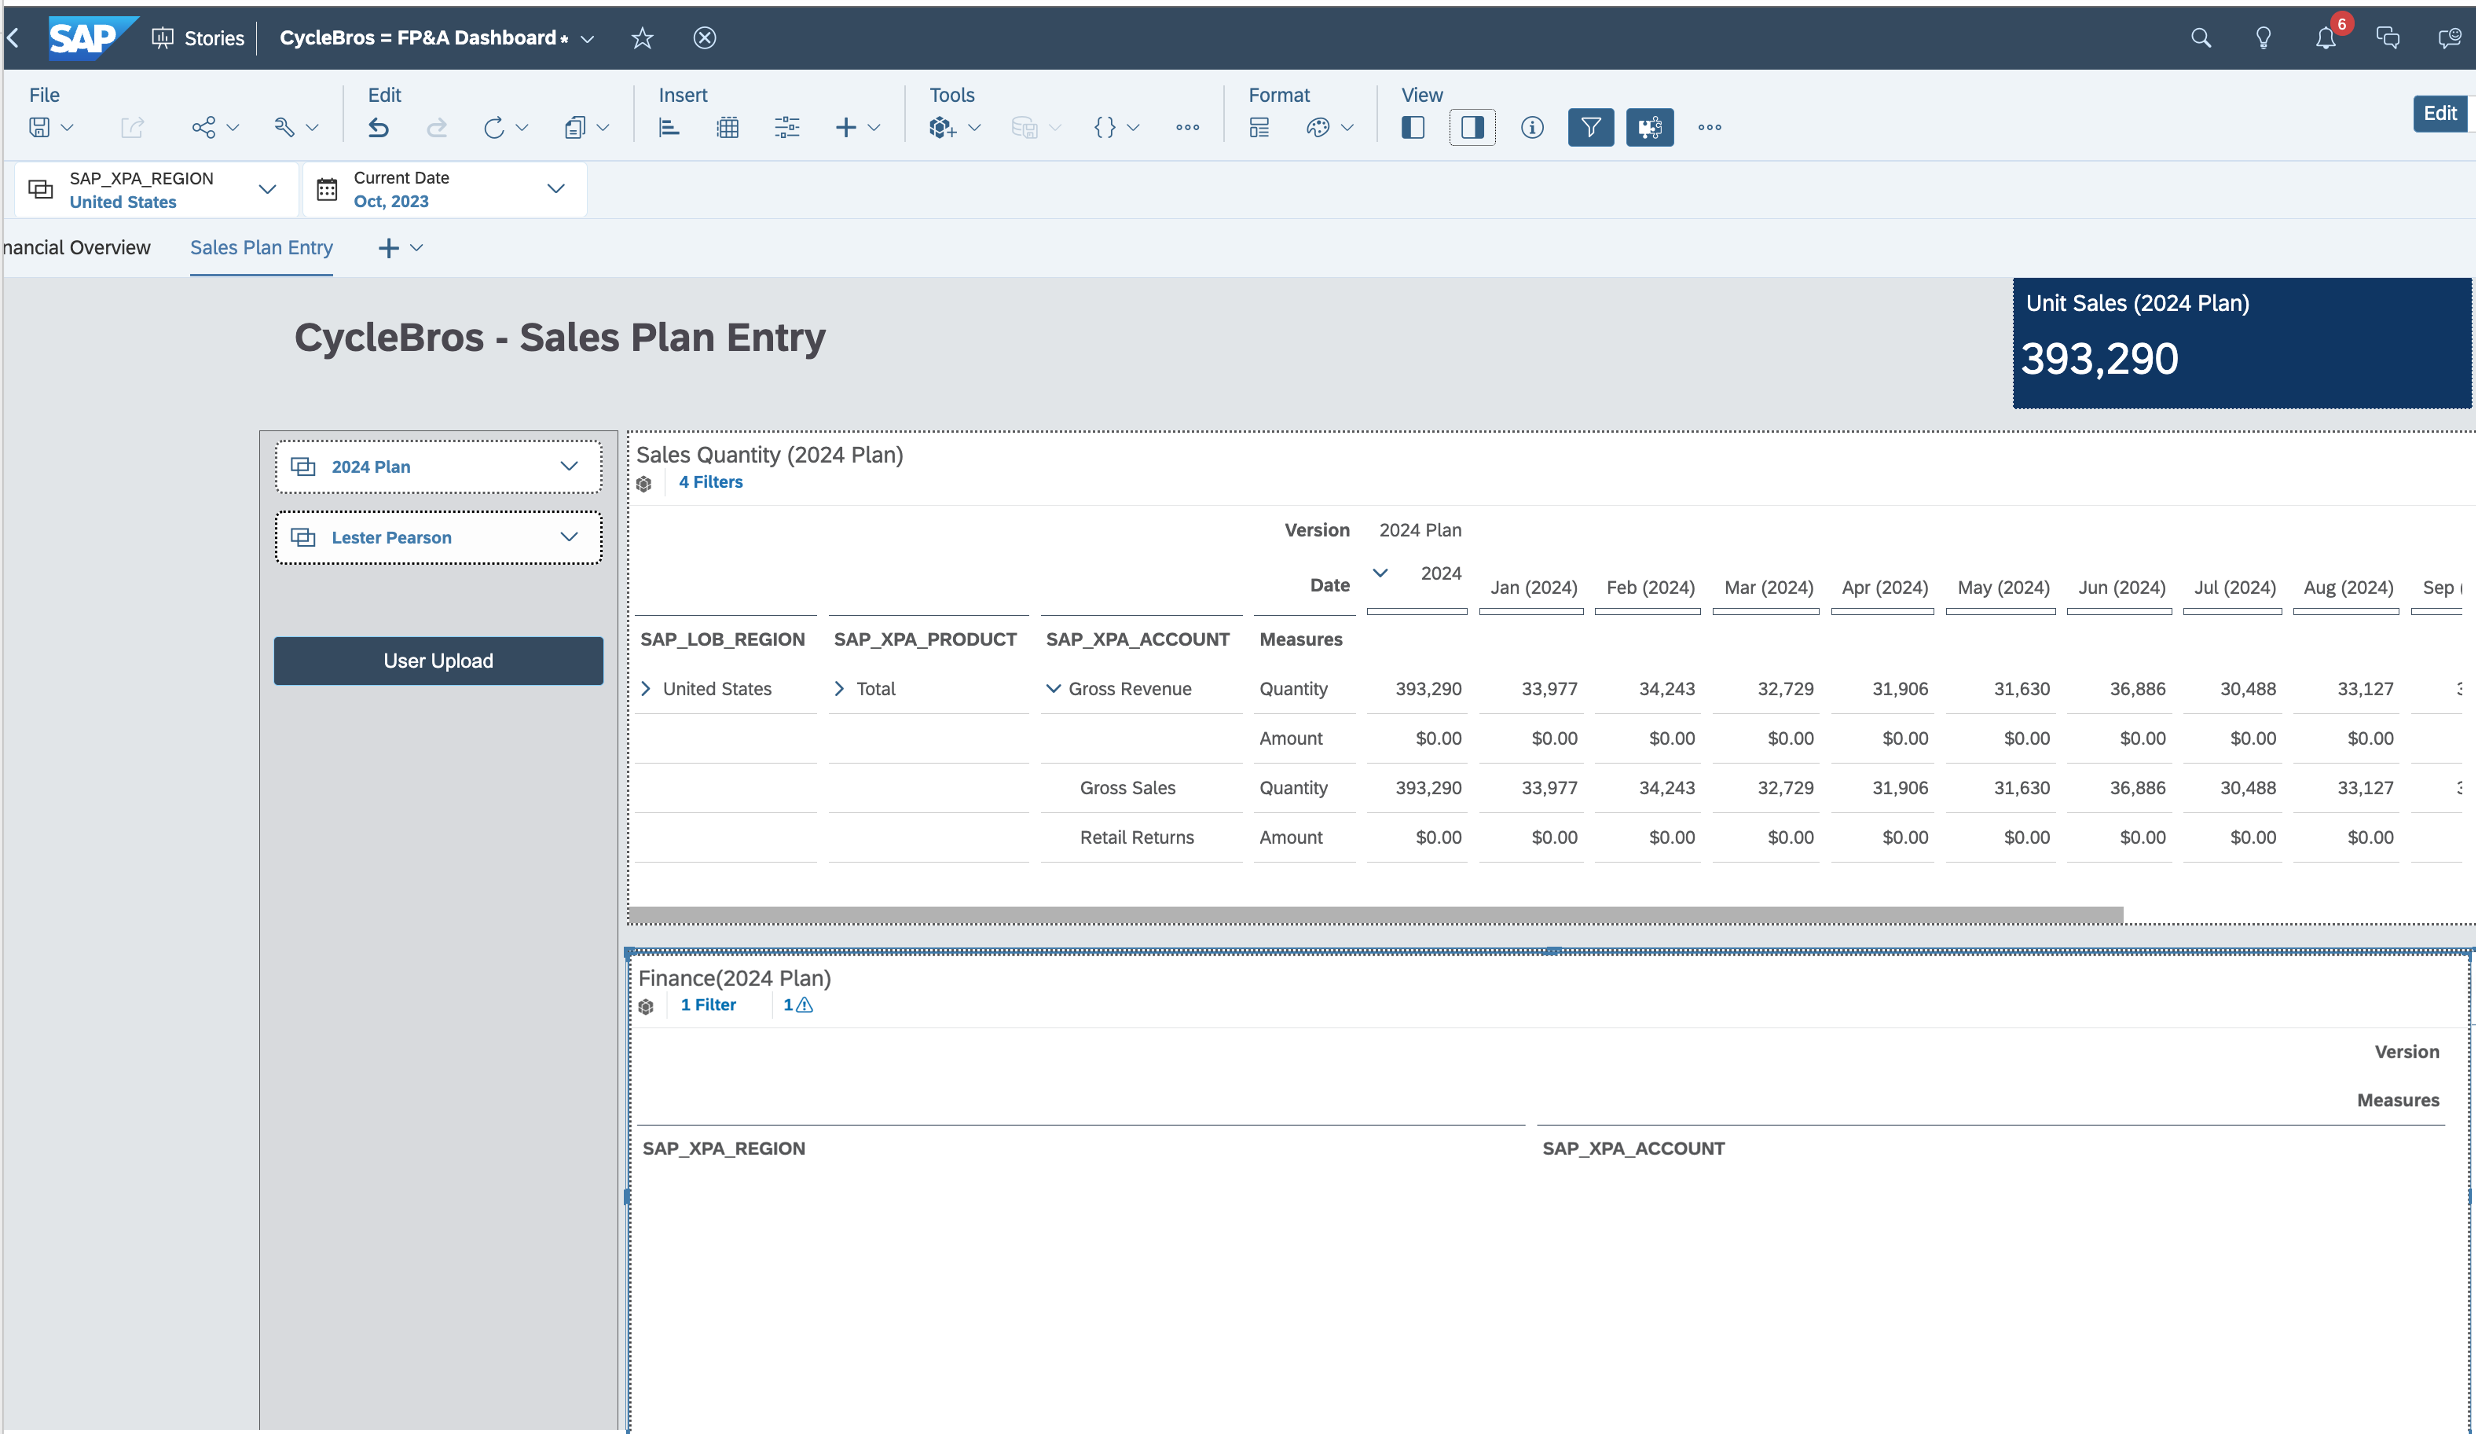 SAP Stories CycleBros = FP&A Dashboard * 6
File Edit Insert Tools Format View
Edit
SAP_XPA_REGION
United States
Current Date
Oct, 2023
nancial Overview Sales Plan Entry
CycleBros - Sales Plan Entry
Unit Sales (2024 Plan)
393,290
2024 Plan
Lester Pearson
User Upload
Sales Quantity (2024 Plan)
4 Filters
Version 2024 Plan
Date 2024 Jan (2024) Feb (2024) Mar (2024) Apr (2024) May (2024) Jun (2024) Jul (2024) Aug (2024) Sep (
SAP_LOB_REGION SAP_XPA_PRODUCT SAP_XPA_ACCOUNT Measures
United States Total Gross Revenue Quantity 393,290 33,977 34,243 32,729 31,906 31,630 36,886 30,488 33,127
Amount $0.00 $0.00 $0.00 $0.00 $0.00 $0.00 $0.00 $0.00 $0.00
Gross Sales Quantity 393,290 33,977 34,243 32,729 31,906 31,630 36,886 30,488 33,127
Retail Returns Amount $0.00 $0.00 $0.00 $0.00 $0.00 $0.00 $0.00 $0.00 $0.00
Finance(2024 Plan)
1 Filter 1
Version
Measures
SAP_XPA_REGION SAP_XPA_ACCOUNT